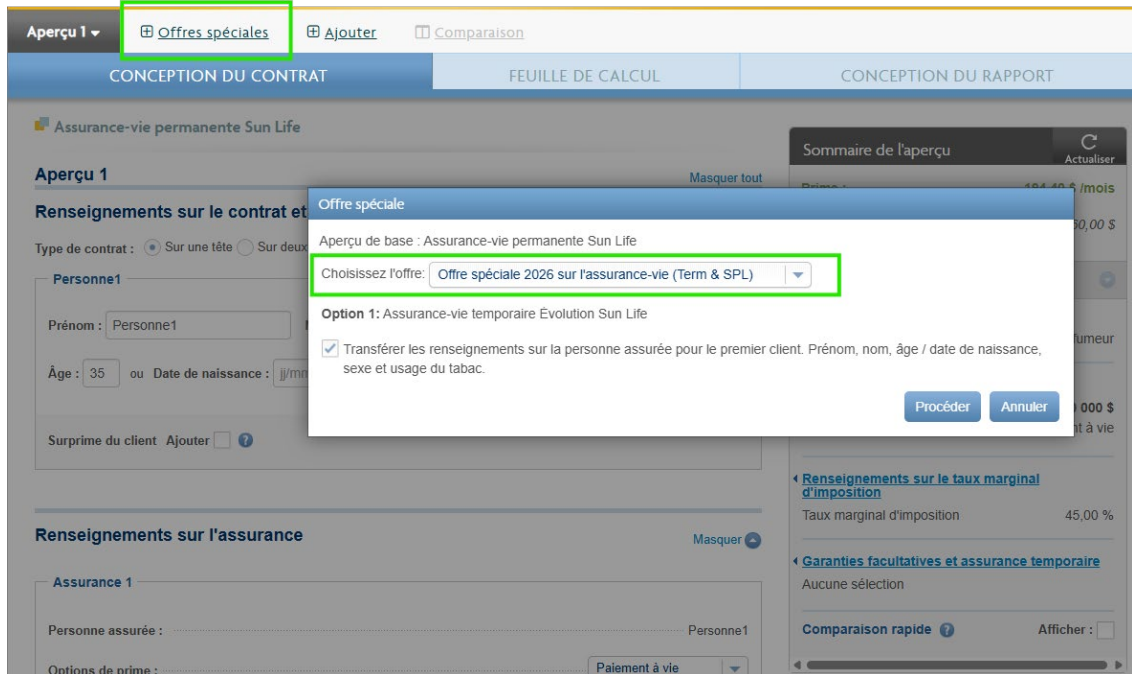 Aperçu 1
Offres spéciales
Ajouter
Comparaison
CONCEPTION DU CONTRAT
FEUILLE DE CALCUL
CONCEPTION DU RAPPORT
Assurance-vie permanente Sun Life
Sommaire de l'aperçu
Actualiser
Aperçu 1
Masquer tout
Prime :
184,40 $ /mois
Renseignements sur le contrat et
Type de contrat : Sur une tête Sur deux
Offre spéciale
Aperçu de base : Assurance-vie permanente Sun Life
Choisissez l'offre: Offre spéciale 2026 sur l'assurance-vie (Term & SPL)
Option 1: Assurance-vie temporaire Évolution Sun Life
Transférer les renseignements sur la personne assurée pour le premier client. Prénom, nom, âge / date de naissance,
sexe et usage du tabac.
Procéder
Annuler
Personne1
Prénom : Personne1
Âge : 35 ou Date de naissance : jj/mm
Surprime du client Ajouter ?
0,00 $
fumeur
000 $
nt à vie
Renseignements sur le taux marginal
d'imposition
Taux marginal d'imposition 45,00 %
Renseignements sur l'assurance
Masquer
Garanties facultatives et assurance temporaire
Aucune sélection
Assurance 1
Personne assurée : Personne1
Comparaison rapide ? Afficher :
Options de prime : Paiement à vie